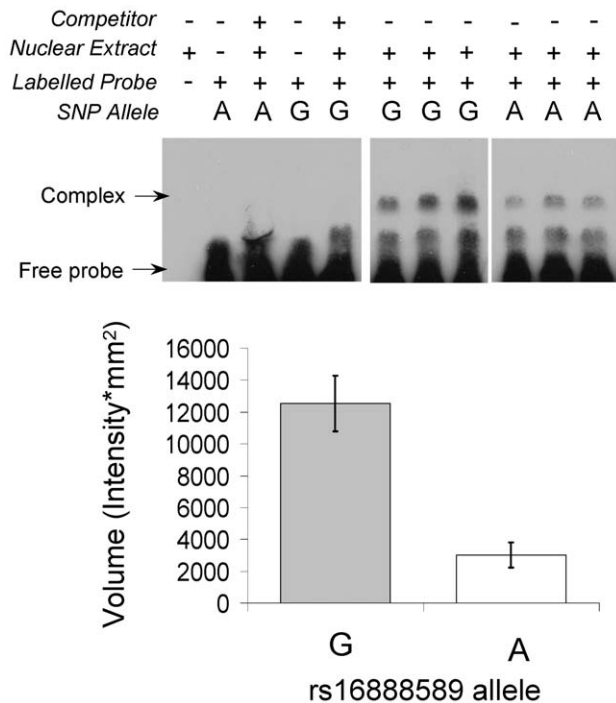 Competitor - - + - + - - - - - -
Nuclear Extract + - + - + + + + + + +
Labelled Probe - + + + + + + + + + +
SNP Allele A A G G G G G A A A
Complex
Free probe
Volume (Intensity*mm²)
16000
14000
12000
10000
8000
6000
4000
2000
0
G A
rs16888589 allele